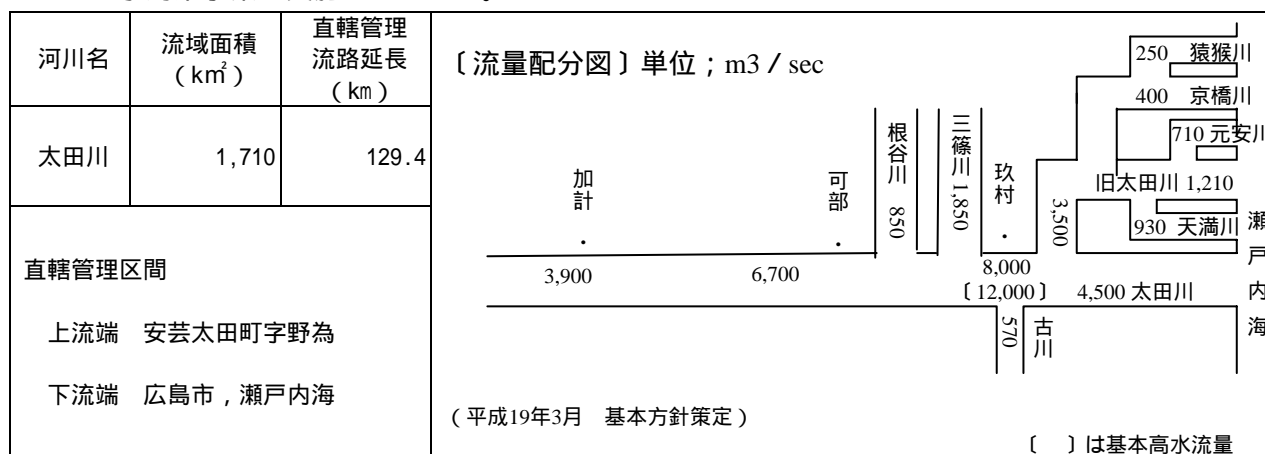 河川名
流域面積
（k㎡）
直轄管理
流路延長
（km）
太田川
1,710
129.4
直轄管理区間
上流端　安芸太田町字野為
下流端　広島市，瀬戸内海
〔流量配分図〕単位；m3／sec
250 猿猴川
400 京橋川
710 元安川
旧太田川 1,210
930 天満川
根谷川 850
三篠川 1,850
玖村
・
3,500
加計
・
可部
・
3,900
6,700
8,000
〔12,000〕
4,500 太田川
570
古川
瀬戸内海
（平成19年3月　基本方針策定）
〔　〕は基本高水流量